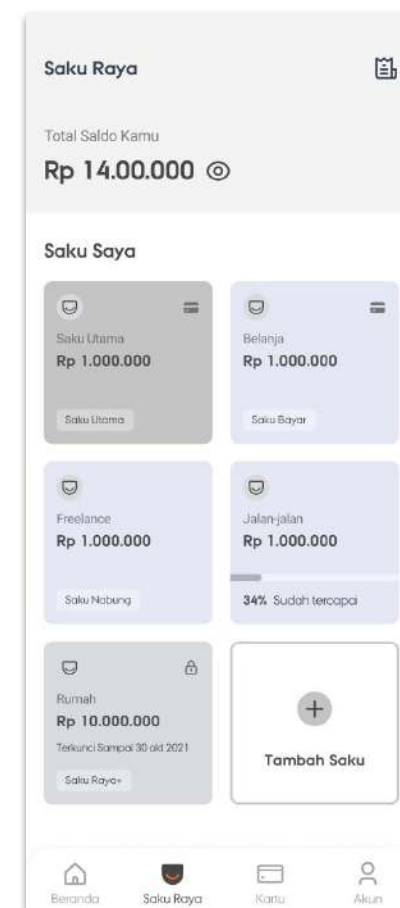 Saku Raya
Total Saldo Kamu
Rp 14.00.000
Saku Saya
Saku Utama
Rp 1.000.000
Saku Utama
Belanja
Rp 1.000.000
Saku Bayar
Freelance
Rp 1.000.000
Saku Nabung
Jalan-jalan
Rp 1.000.000
34% Sudah tercapai
Rumah
Rp 10.000.000
Terkunci Sampai 30 okt 2021
Saku Raya+
Tambah Saku
Beranda
Saku Raya
Kartu
Akun